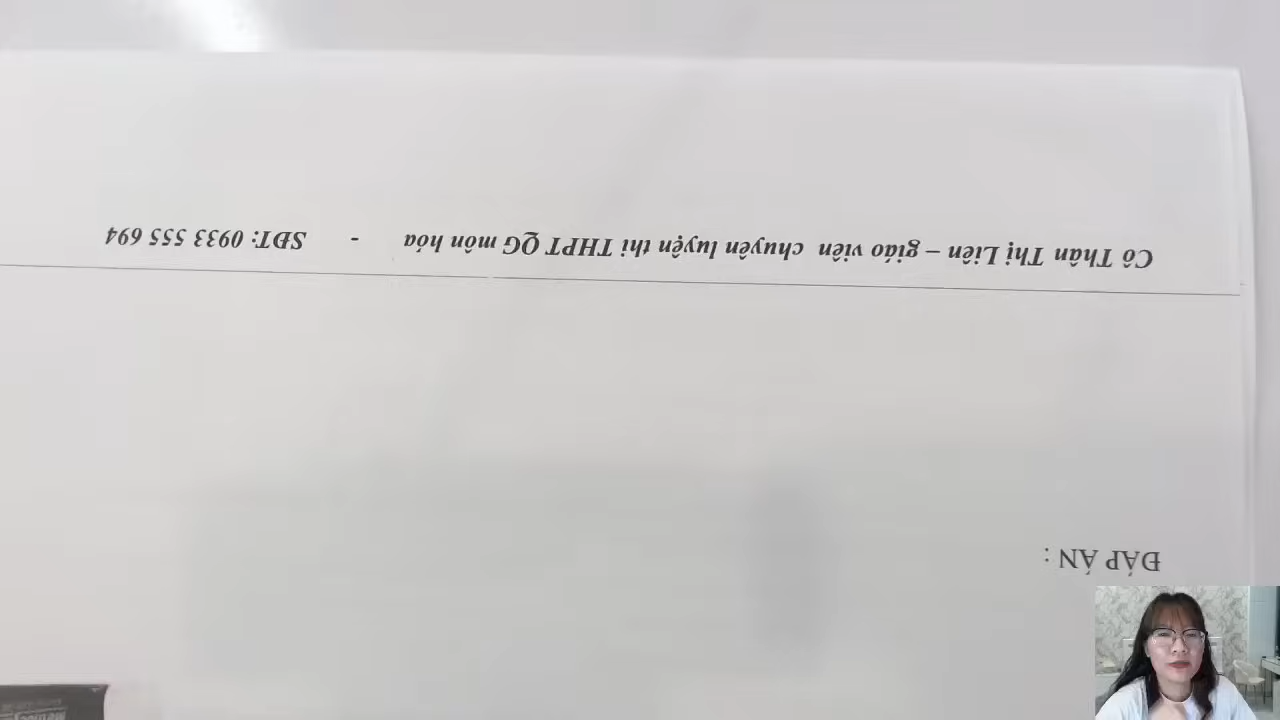 Cô Thân Thị Liên – giáo viên chuyên luyện thi THPT QG môn hóa - SĐT: 0933 555 694
ĐÁP ÁN :